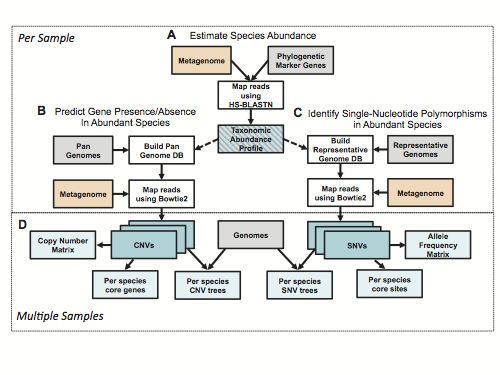 Per Sample
A Estimate Species Abundance
Metagenome
Phylogenetic
Marker Genes
Map reads
using
HS-BLASTN
B Predict Gene Presence/Absence
In Abundant Species
Taxonomic
Abundance
Profile
C Identify Single-Nucleotide Polymorphisms
in Abundant Species
Pan
Genomes
Build Pan
Genome DB
Build
Representative
Genome DB
Representative
Genomes
Metagenome
Map reads
using Bowtie2
Map reads
using Bowtie2
Metagenome
D
Copy Number
Matrix
CNVs
Genomes
SNVs
Allele
Frequency
Matrix
Per species
core genes
Per species
CNV trees
Per species
SNV trees
Per species
core sites
Multiple Samples